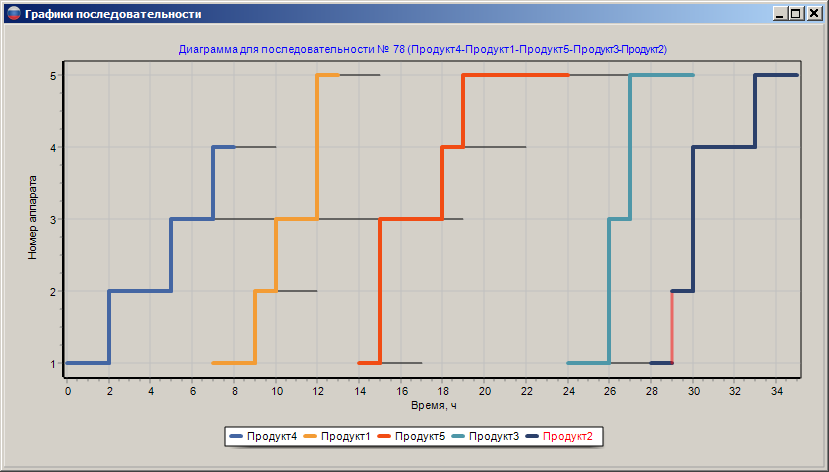 Графики последовательности
Диаграмма для последовательности № 78 (Продукт4-Продукт1-Продукт5-Продукт3-Продукт2)
Номер аппарата
5
4
3
2
1
0 2 4 6 8 10 12 14 16 18 20 22 24 26 28 30 32 34
Время, ч
Продукт4 Продукт1 Продукт5 Продукт3 Продукт2